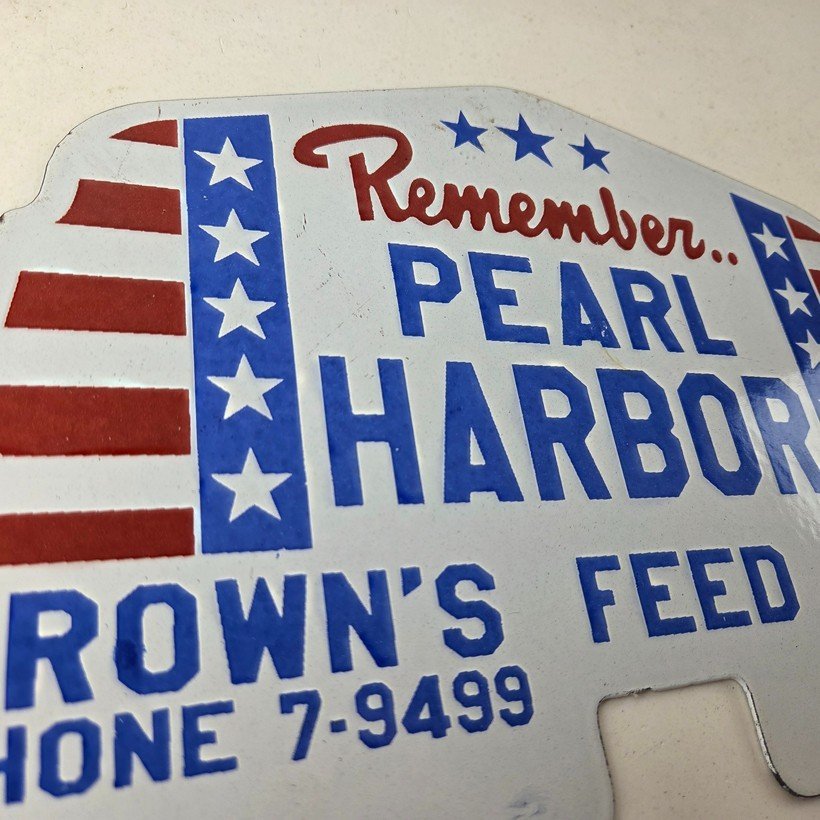 Remember..
PEARL
HARBOR
ROWN'S FEED
HONE 7-9499